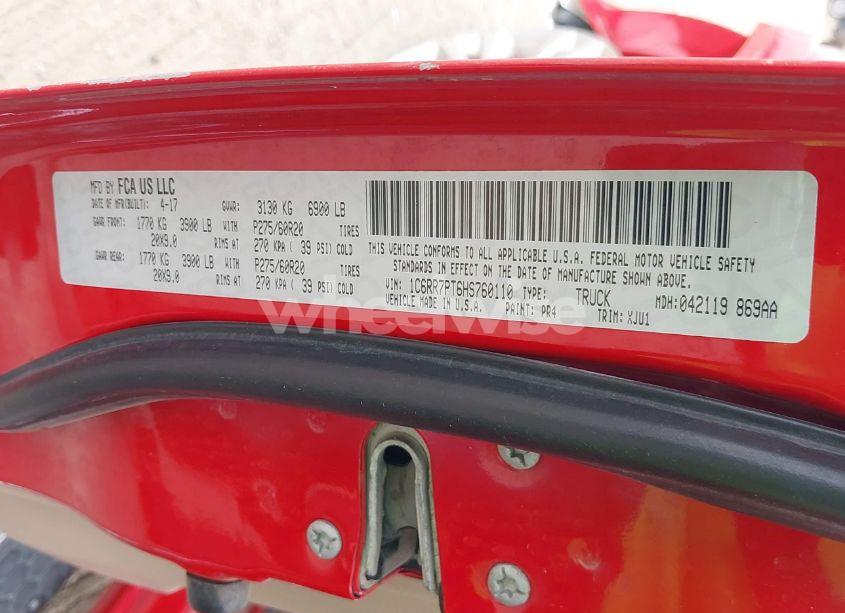 MFD BY FCA US LLC
DATE OF MFR(BUILT): 4-17 GVWR: 3130 KG 6900 LB
GAWR FRONT: 1770 KG 3900 LB WITH P275/60R20 TIRES
20X9.0 RIMS AT 270 KPA ( 39 PSI) COLD
GAWR REAR: 1770 KG 3900 LB WITH P275/60R20 TIRES
20X9.0 RIMS AT 270 KPA ( 39 PSI) COLD
THIS VEHICLE CONFORMS TO ALL APPLICABLE U.S.A. FEDERAL MOTOR VEHICLE SAFETY
STANDARDS IN EFFECT ON THE DATE OF MANUFACTURE SHOWN ABOVE.
VIN: 1C6RR7PT6HS760110 TYPE: TRUCK MDH:042119 869AA
VEHICLE MADE IN U.S.A. PAINT: PR4 TRIM: XJU1
wheelwise